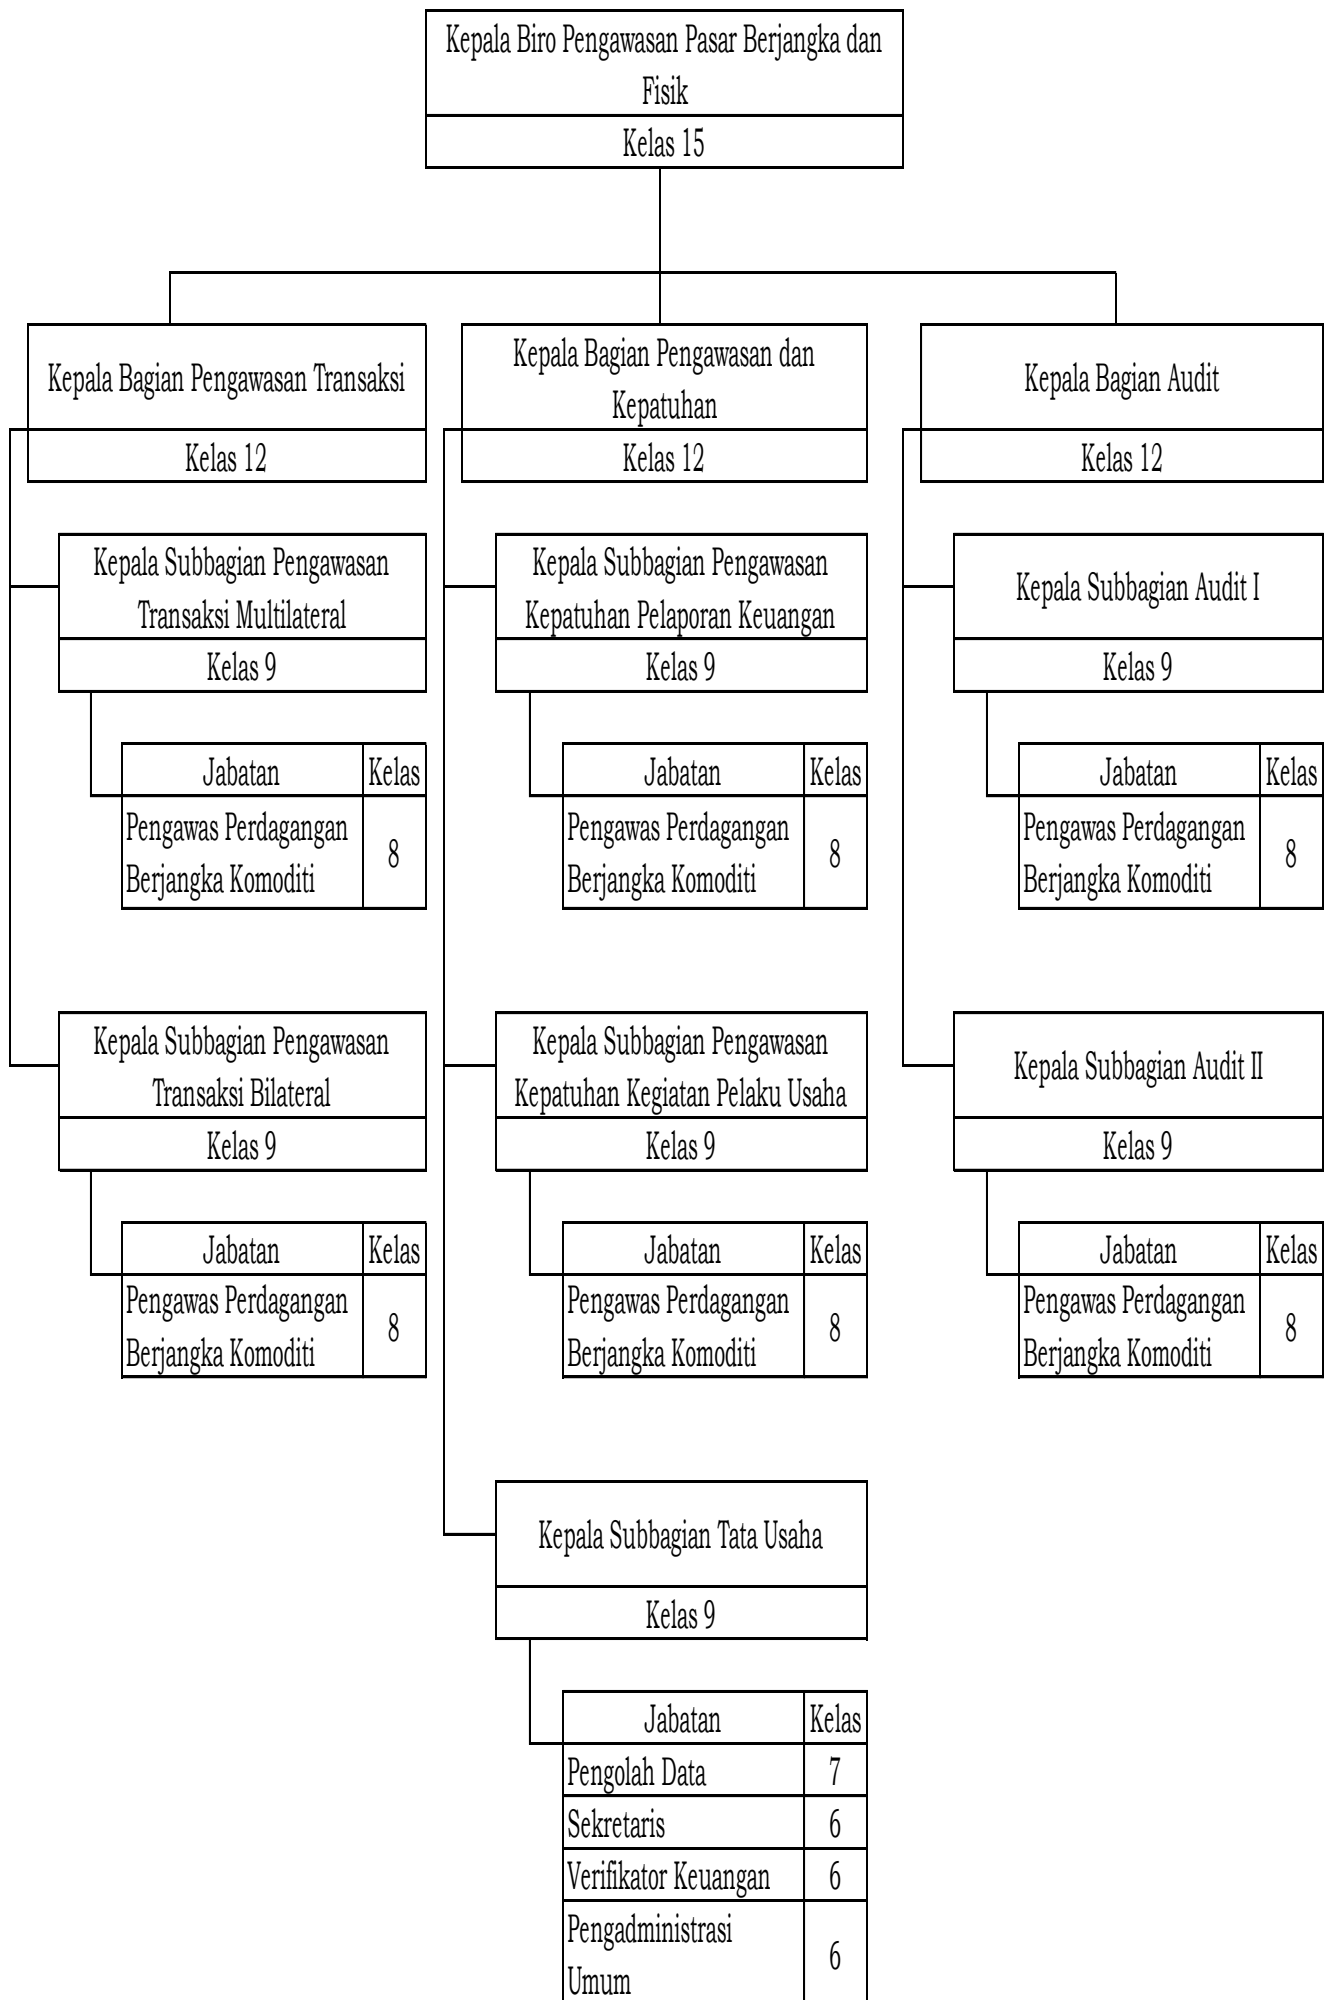 Kepala Biro Pengawasan Pasar Berjangka dan
Fisik
Kelas 15
Kepala Bagian Pengawasan Transaksi
Kelas 12
Kepala Subbagian Pengawasan
Transaksi Multilateral
Kelas 9
Jabatan Kelas
Pengawas Perdagangan
Berjangka Komoditi
8
Kepala Subbagian Pengawasan
Transaksi Bilateral
Kelas 9
Jabatan Kelas
Pengawas Perdagangan
Berjangka Komoditi
8
Kepala Bagian Pengawasan dan
Kepatuhan
Kelas 12
Kepala Subbagian Pengawasan
Kepatuhan Pelaporan Keuangan
Kelas 9
Jabatan Kelas
Pengawas Perdagangan
Berjangka Komoditi
8
Kepala Subbagian Pengawasan
Kepatuhan Kegiatan Pelaku Usaha
Kelas 9
Jabatan Kelas
Pengawas Perdagangan
Berjangka Komoditi
8
Kepala Subbagian Tata Usaha
Kelas 9
Jabatan Kelas
Pengolah Data 7
Sekretaris 6
Verifikator Keuangan 6
Pengadministrasi
Umum
6
Kepala Bagian Audit
Kelas 12
Kepala Subbagian Audit I
Kelas 9
Jabatan Kelas
Pengawas Perdagangan
Berjangka Komoditi
8
Kepala Subbagian Audit II
Kelas 9
Jabatan Kelas
Pengawas Perdagangan
Berjangka Komoditi
8